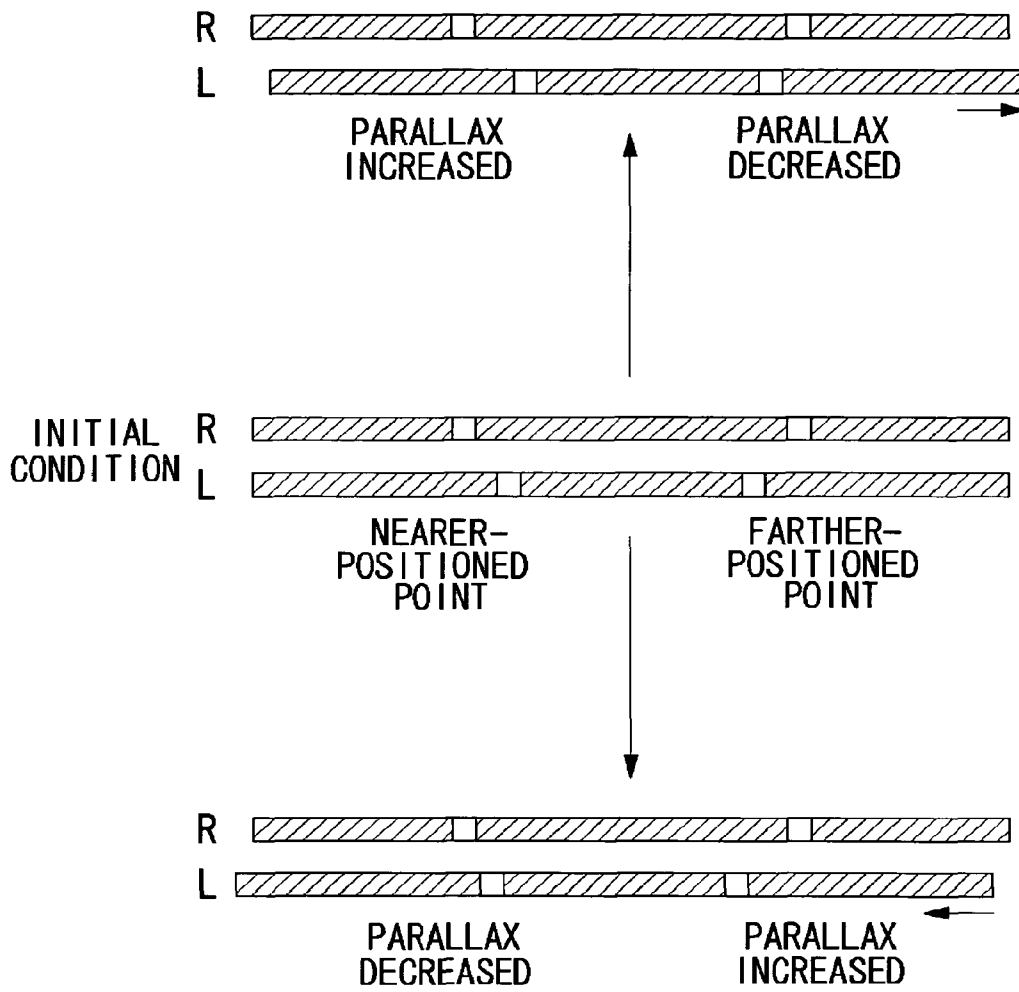 R
L
PARALLAX INCREASED
PARALLAX DECREASED
INITIAL CONDITION
R
L
NEARER-POSITIONED POINT
FARTHER-POSITIONED POINT
R
L
PARALLAX DECREASED
PARALLAX INCREASED